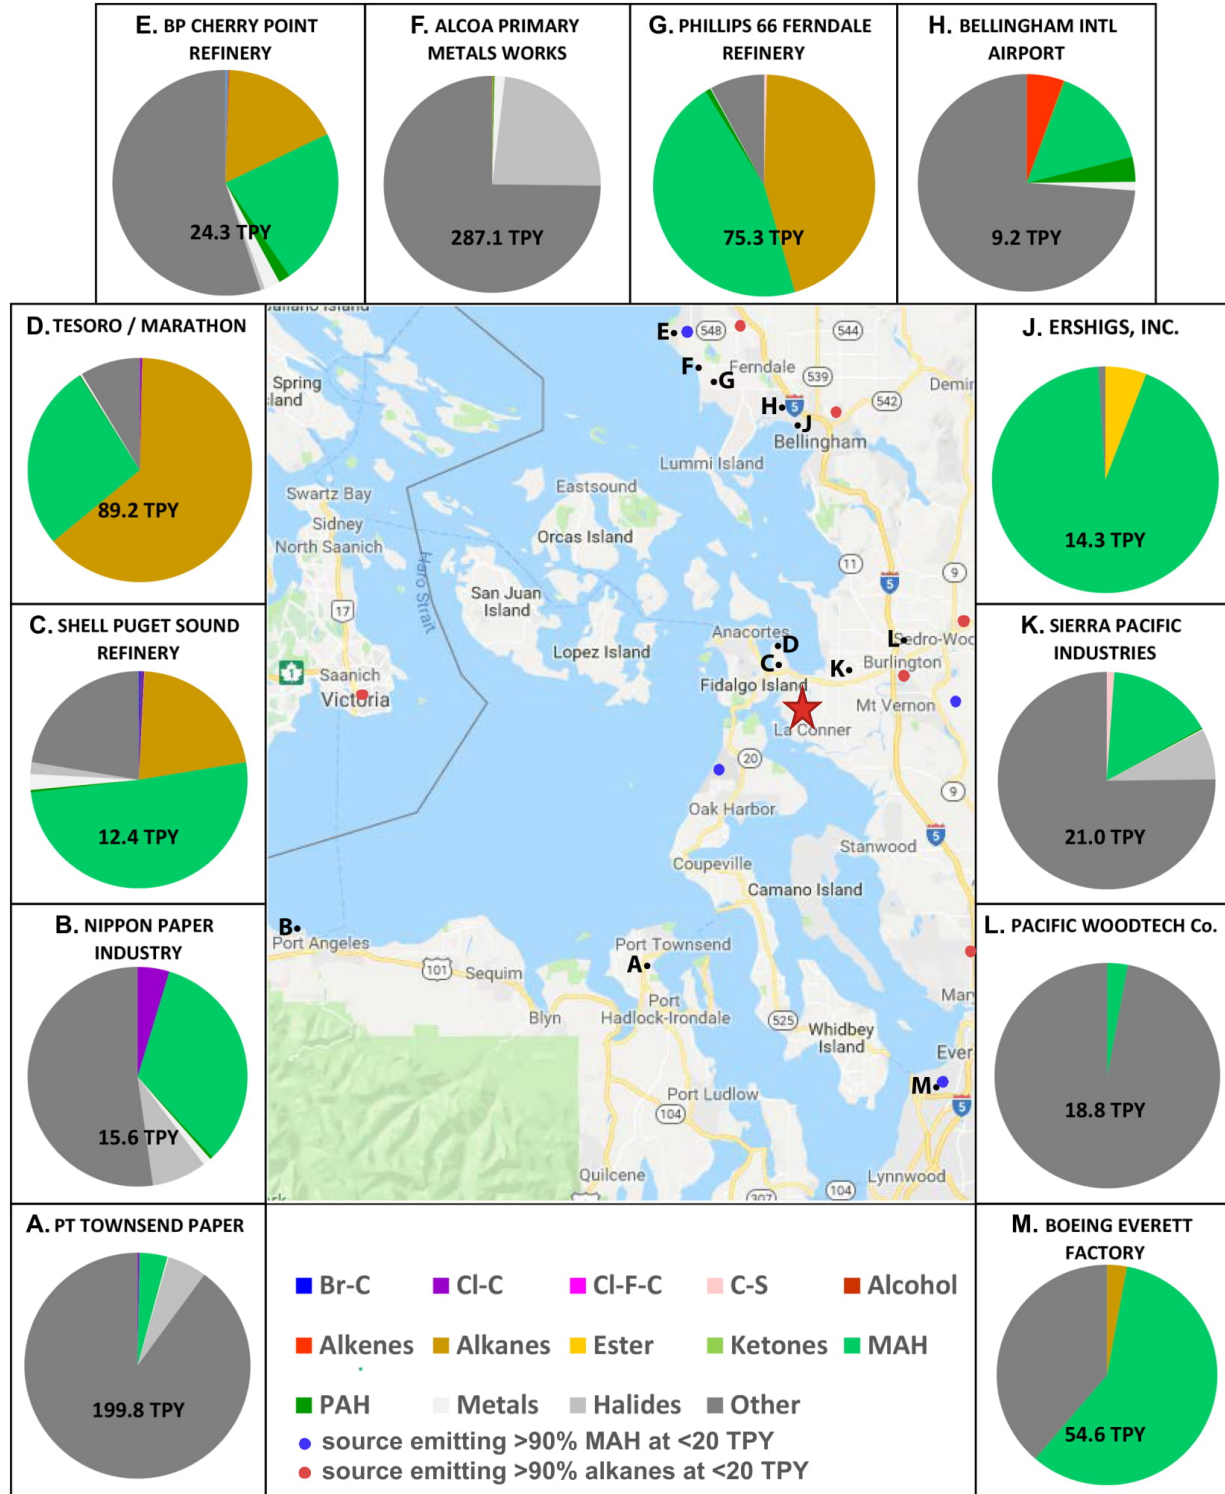 E. BP CHERRY POINT
REFINERY
24.3 TPY
F. ALCOA PRIMARY
METALS WORKS
287.1 TPY
G. PHILLIPS 66 FERNDALE
REFINERY
75.3 TPY
H. BELLINGHAM INTL
AIRPORT
9.2 TPY
D. TESORO / MARATHON
89.2 TPY
C. SHELL PUGET SOUND
REFINERY
12.4 TPY
B. NIPPON PAPER
INDUSTRY
15.6 TPY
A. PT TOWNSEND PAPER
199.8 TPY
Island
E
548
544
F
G
Ferndale
539
Spring
H
5
542
J
Bellingham
Lummi Island
Swartz Bay
Eastsound
Sidney
Orcas Island
North Saanich
Haro Strait
11
5
9
San Juan
Island
17
Anacortes
D
L
Lopez Island
C
K
Burlington
1
Saanich
Fidalgo Island
Victoria
Mt Vernon
La Conner
20
9
Oak Harbor
5
Stanwood
Coupeville
Camano Island
B
Port Angeles
Port Townsend
101
Sequim
A
Port
Hadlock-Irondale
Blyn
525
Whidbey
Island
M
5
Port Ludlow
104
Quilcene
Lynnwood
104
307
J. ERSHIGS, INC.
14.3 TPY
K. SIERRA PACIFIC
INDUSTRIES
21.0 TPY
L. PACIFIC WOODTECH Co.
18.8 TPY
M. BOEING EVERETT
FACTORY
54.6 TPY
Br-C Cl-C Cl-F-C C-S Alcohol
Alkenes Alkanes Ester Ketones MAH
PAH Metals Halides Other
source emitting >90% MAH at <20 TPY
source emitting >90% alkanes at <20 TPY